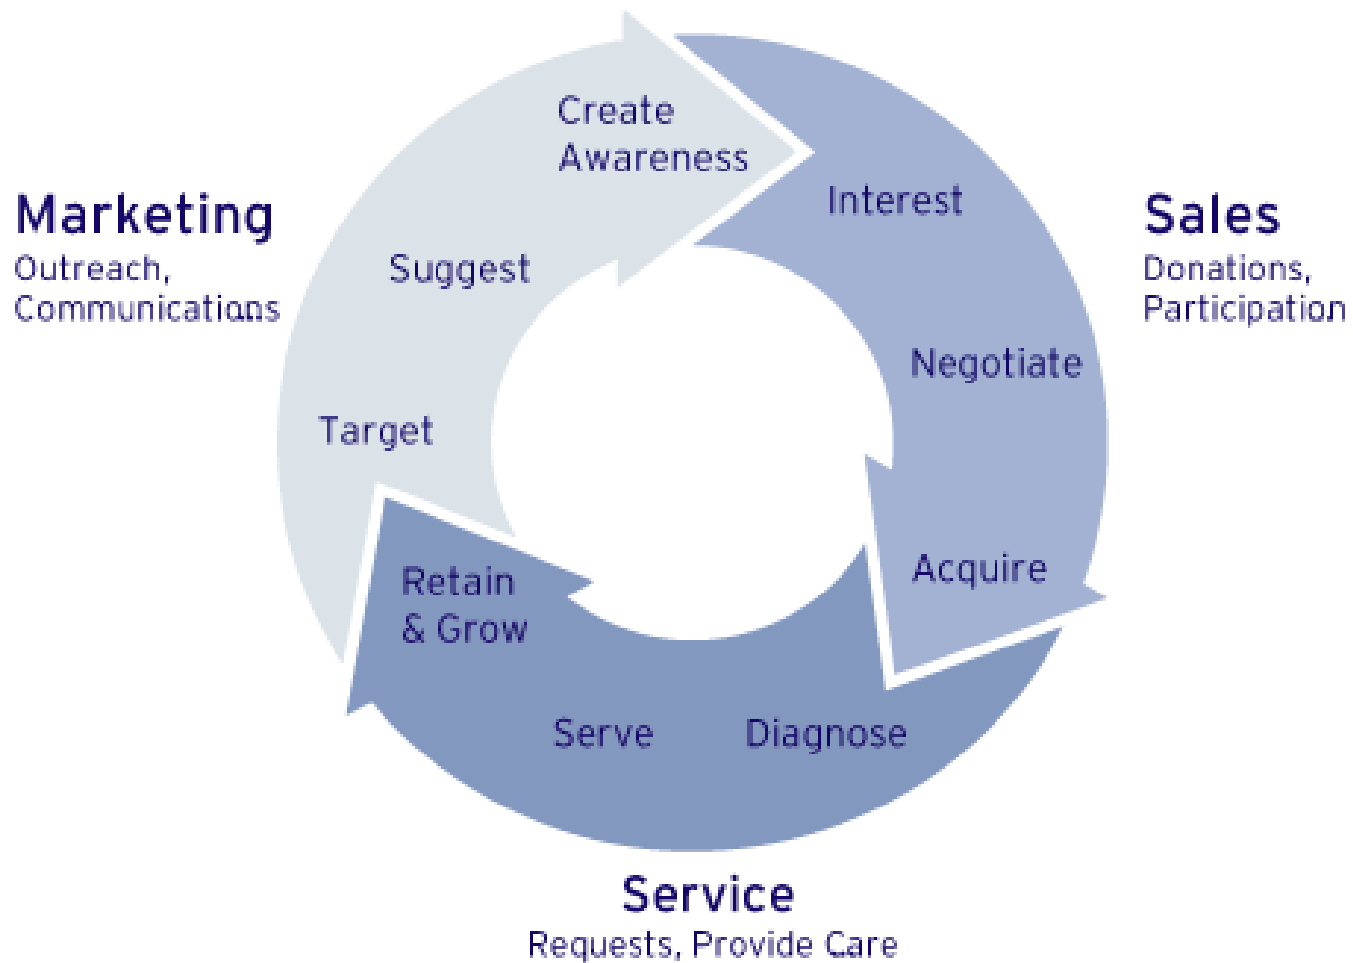 Create
Awareness
Interest
Marketing
Outreach,
Communications
Sales
Donations,
Participation
Suggest
Negotiate
Target
Acquire
Retain
& Grow
Serve
Diagnose
Service
Requests, Provide Care